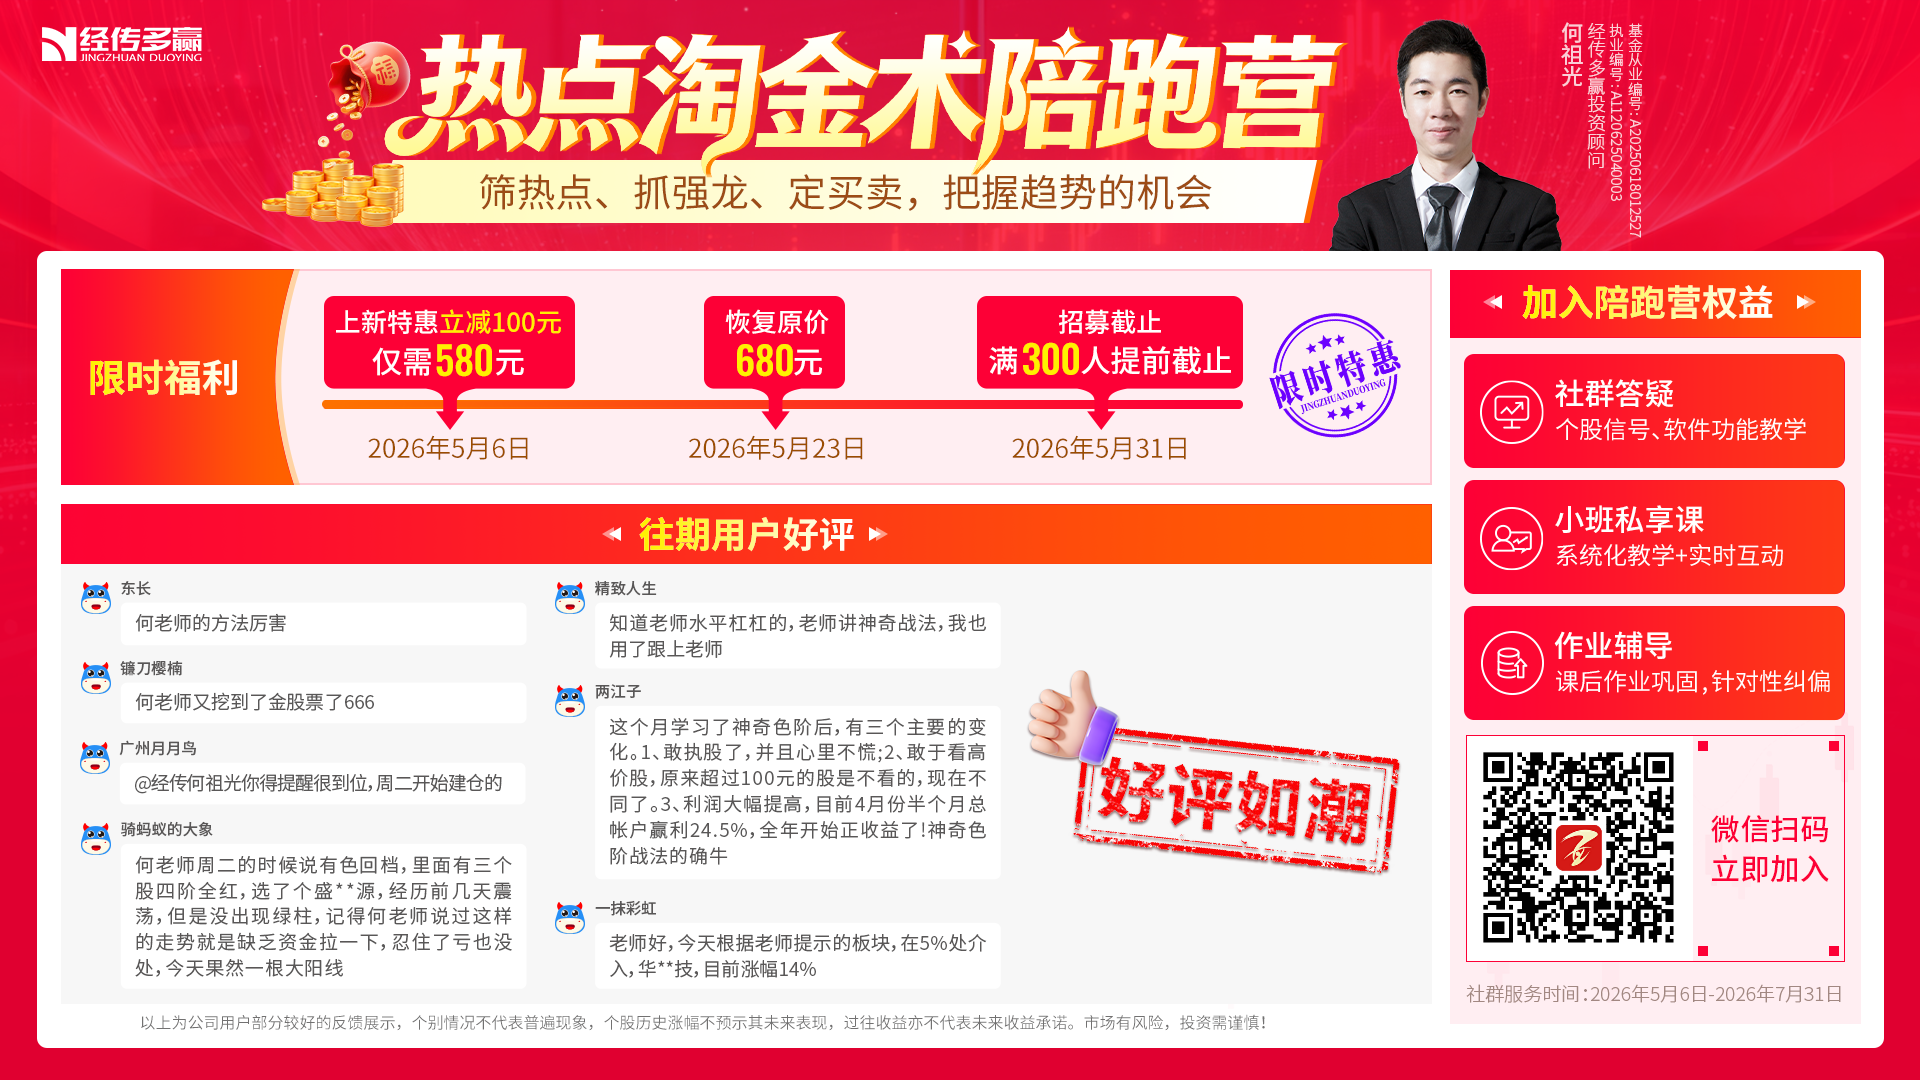 经传多赢
JINGZHUAN DUOYING
福
热点淘金术陪跑营
筛热点、抓强龙、定买卖，把握趋势的机会
何祖光
经传多赢投资顾问
执业编号：A1120625040003
基金从业编号：A20250618012527
限时福利
上新特惠立减100元
仅需580元
2026年5月6日
恢复原价
680元
2026年5月23日
招募截止
满300人提前截止
2026年5月31日
限时特惠
JINGZHUANDUOYING
往期用户好评
东长
何老师的方法厉害
镰刀樱楠
何老师又挖到了金股票了666
广州月月鸟
@经传何祖光你得提醒很到位，周二开始建仓的
骑蚂蚁的大象
何老师周二的时候说有色回档，里面有三个
股四阶全红，选了个盛**源，经历前几天震
荡，但是没出现绿柱，记得何老师说过这样
的走势就是缺乏资金拉一下，忍住了亏也没
处，今天果然一根大阳线
精致人生
知道老师水平杠杠的，老师讲神奇战法，我也
用了跟上老师
两江子
这个月学习了神奇色阶后，有三个主要的变
化。1、敢执股了，并且心里不慌;2、敢于看高
价股，原来超过100元的股是不看的，现在不
同了。3、利润大幅提高，目前4月份半个月总
帐户赢利24.5%，全年开始正收益了!神奇色
阶战法的确牛
一抹彩虹
老师好，今天根据老师提示的板块，在5%处介
入，华**技，目前涨幅14%
好评如潮
以上为公司用户部分较好的反馈展示，个别情况不代表普遍现象，个股历史涨幅不预示其未来表现，过往收益亦不代表未来收益承诺。市场有风险，投资需谨慎！
加入陪跑营权益
社群答疑
个股信号、软件功能教学
小班私享课
系统化教学+实时互动
作业辅导
课后作业巩固，针对性纠偏
微信扫码
立即加入
社群服务时间：2026年5月6日-2026年7月31日